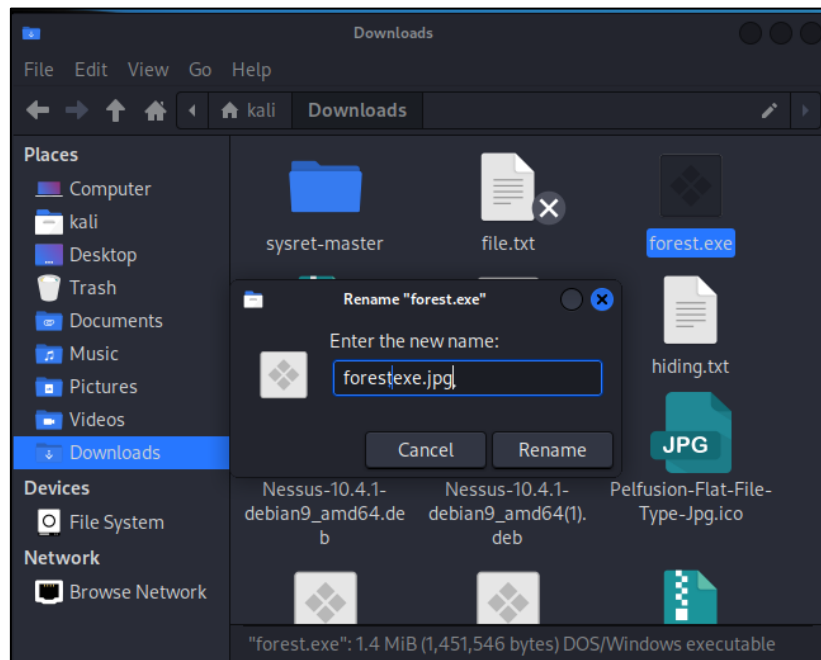 Downloads
File Edit View Go Help
kali Downloads
Places
Computer
kali
Desktop
Trash
Documents
Music
Pictures
Videos
Downloads
Devices
File System
Network
Browse Network
sysret-master
file.txt
forest.exe
hiding.txt
Rename "forest.exe"
Enter the new name:
forestexe.jpg
Cancel
Rename
JPG
Nessus-10.4.1-
debian9_amd64.de
b
Nessus-10.4.1-
debian9_amd64(1).
deb
Pelfusion-Flat-File-
Type-Jpg.ico
"forest.exe": 1.4 MiB (1,451,546 bytes) DOS/Windows executable